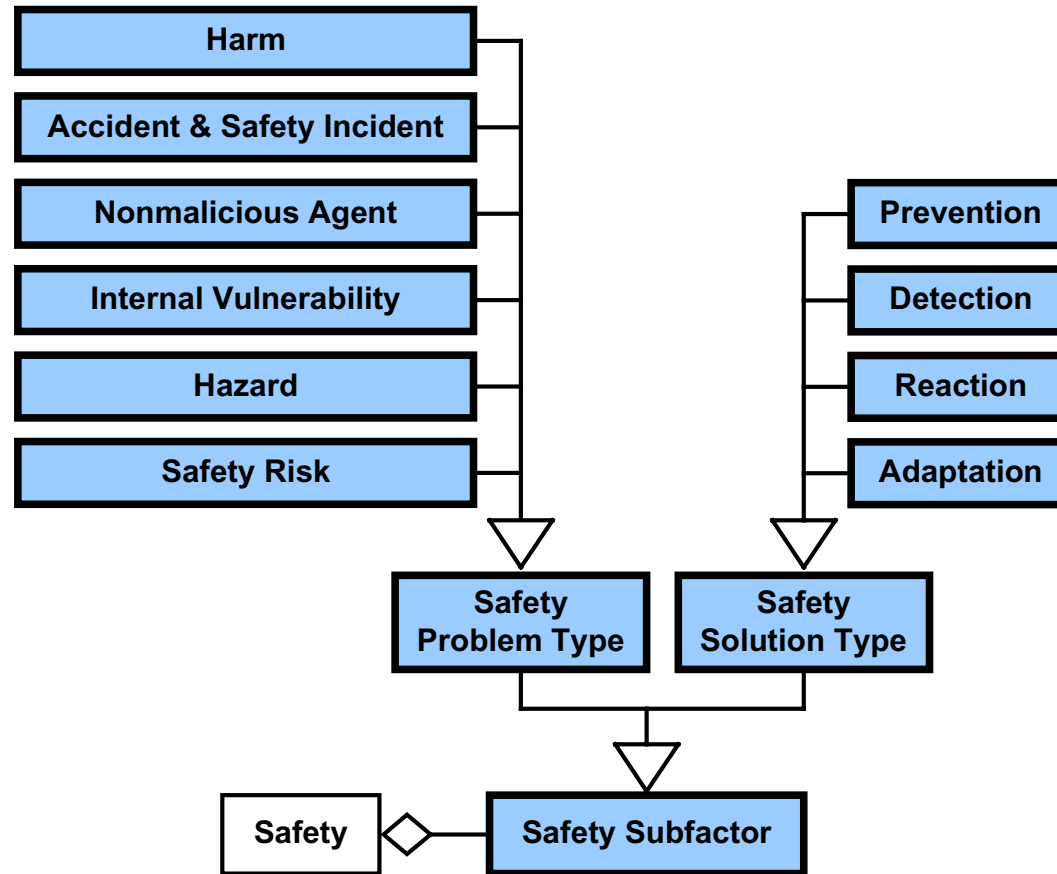 Harm
Accident & Safety Incident
Nonmalicious Agent
Internal Vulnerability
Hazard
Safety Risk
Prevention
Detection
Reaction
Adaptation
Safety
Problem Type
Safety
Solution Type
Safety
Safety Subfactor